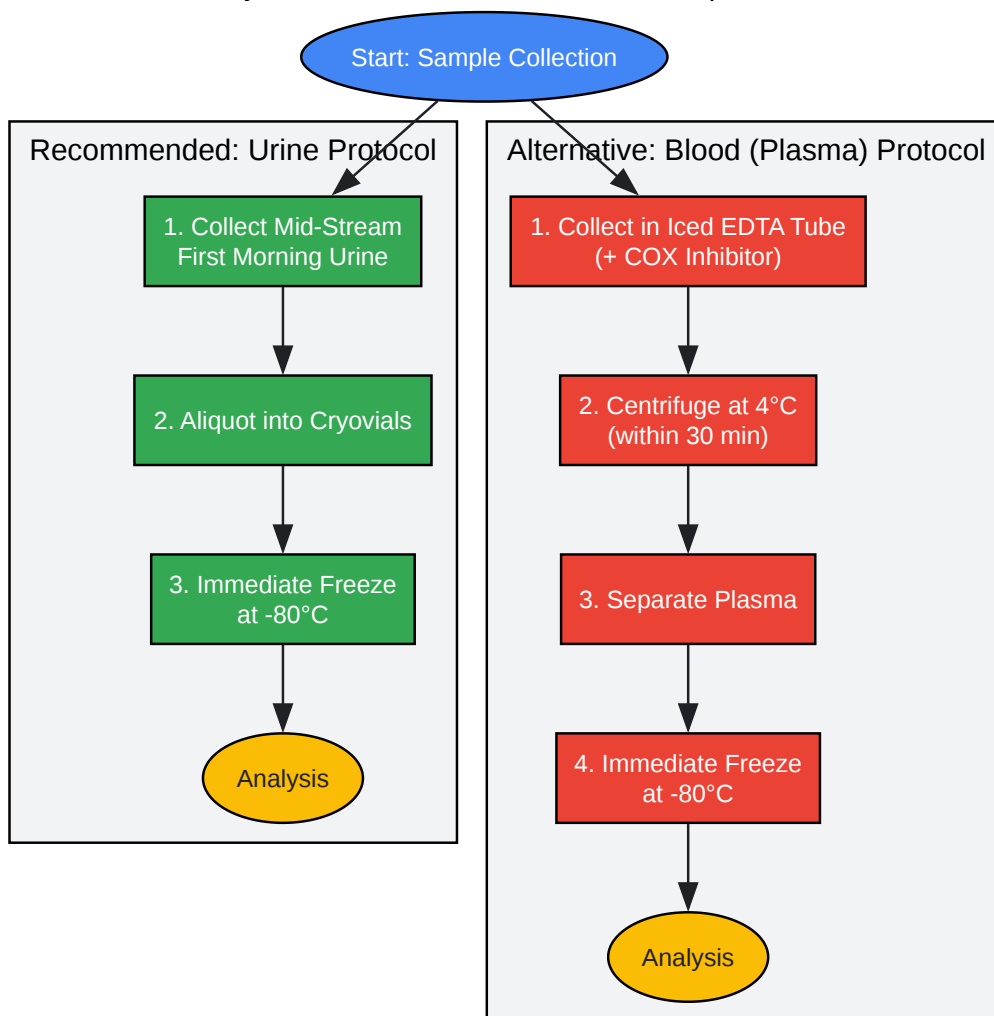 Start: Sample Collection
Recommended: Urine Protocol
1. Collect Mid-Stream
First Morning Urine
2. Aliquot into Cryovials
3. Immediate Freeze
at -80°C
Analysis
Alternative: Blood (Plasma) Protocol
1. Collect in Iced EDTA Tube
(+ COX Inhibitor)
2. Centrifuge at 4°C
(within 30 min)
3. Separate Plasma
4. Immediate Freeze
at -80°C
Analysis